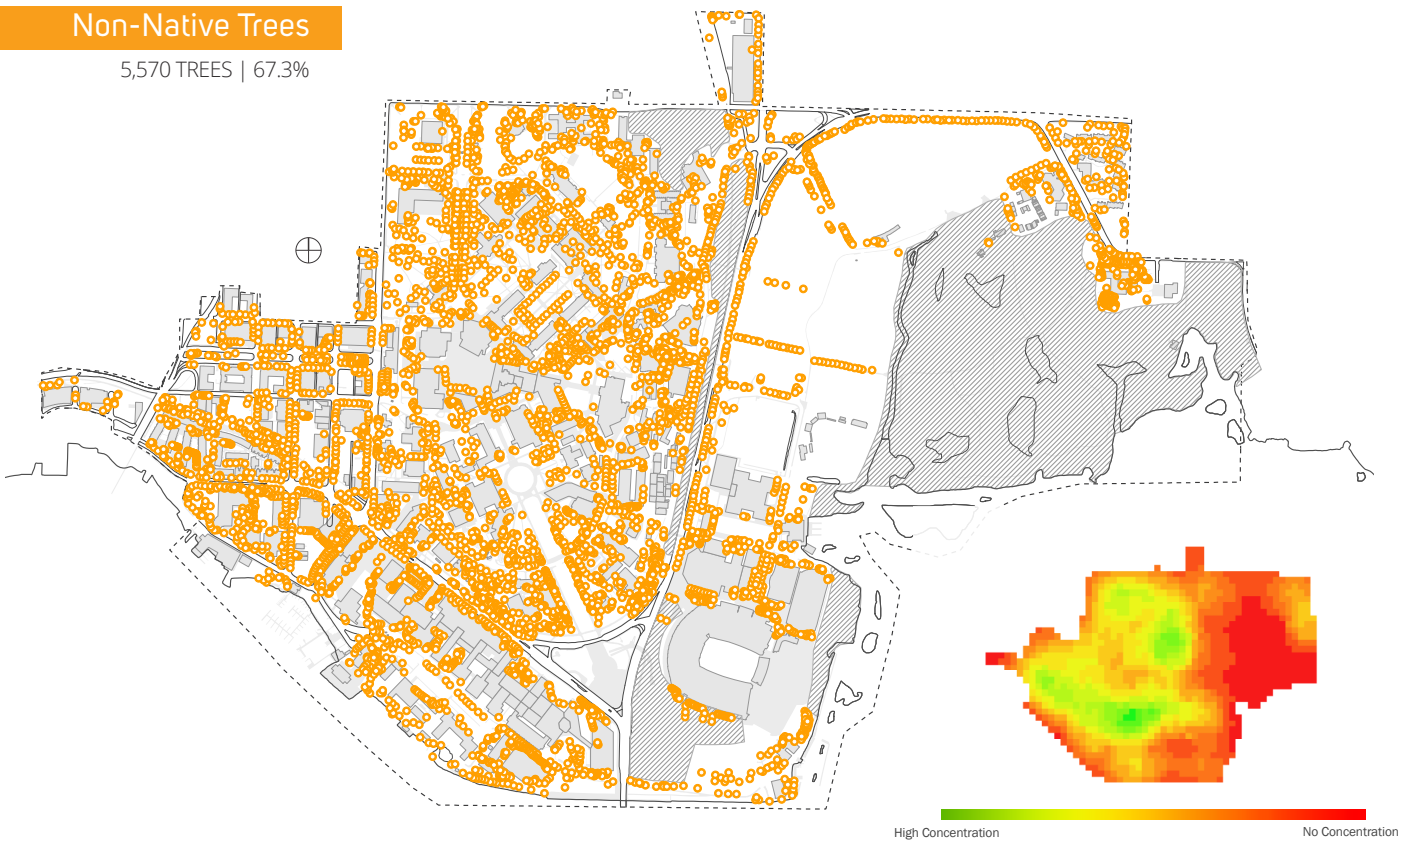 Non-Native Trees
5,570 TREES | 67.3%
High Concentration
No Concentration